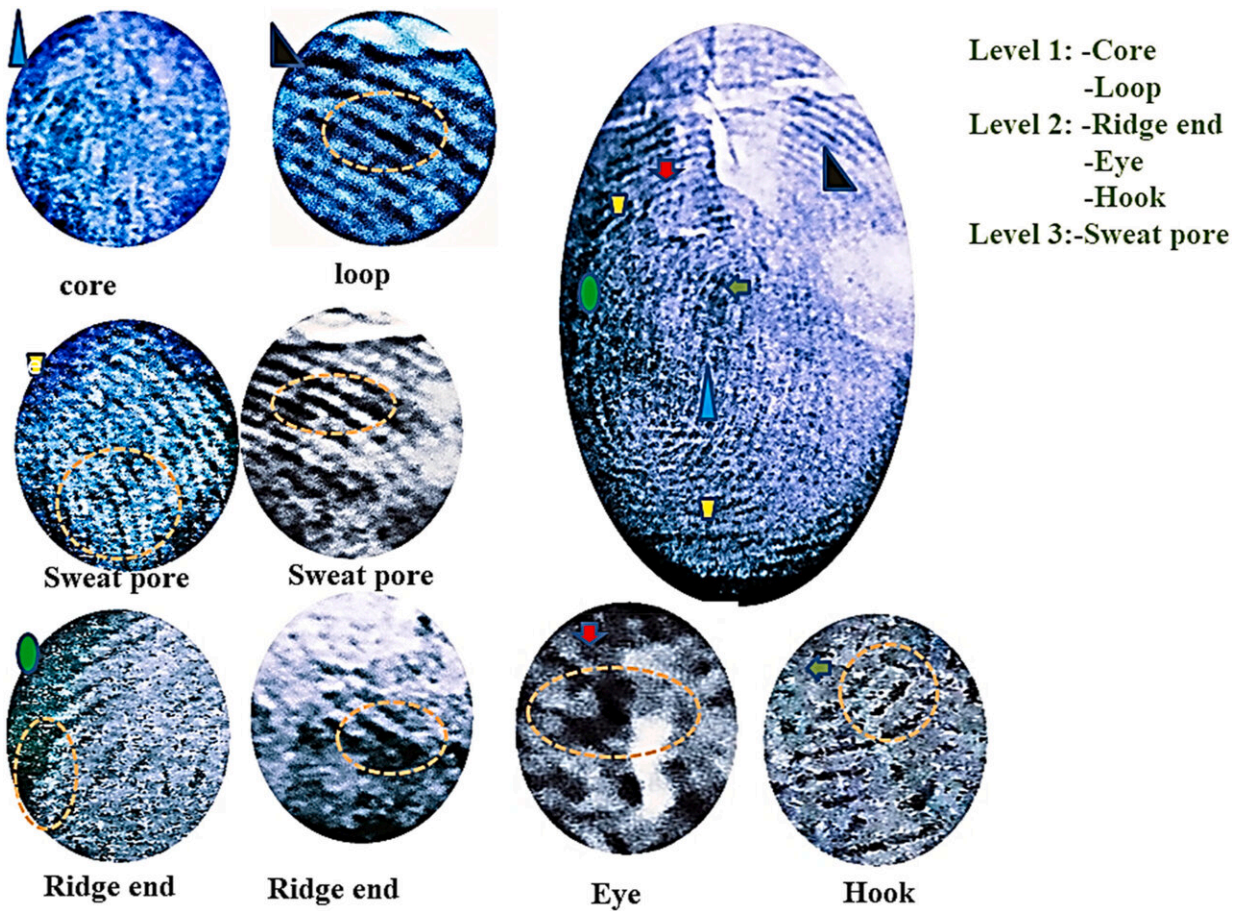 Level 1: -Core
-Loop
Level 2: -Ridge end
-Eye
-Hook
Level 3:-Sweat pore
core
loop
Sweat pore
Sweat pore
Ridge end
Ridge end
Eye
Hook